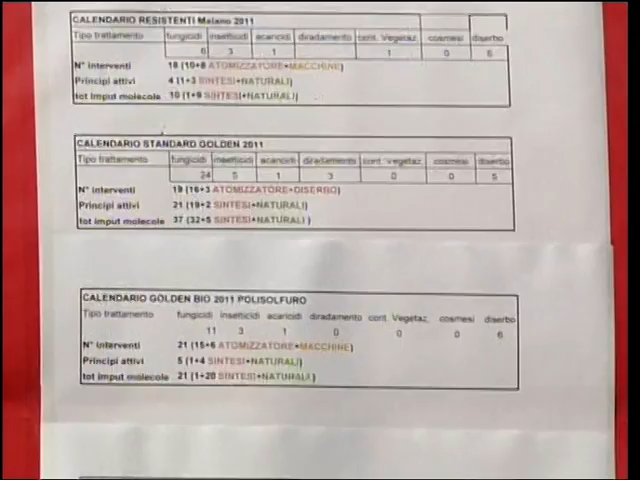 CALENDARIO RESISTENTI Melano 2011
Tipo trattamento fungicidi insetticidi acaricidi diradamento cont. Vegetaz. cosmesi diserbo
6 3 1 1 0 6
N° interventi 18 (10+8 ATOMIZZATORE+MACCHINE)
Principi attivi 4 (1+3 SINTESI+NATURALI)
tot imput molecole 10 (1+9 SINTESI+NATURALI)
CALENDARIO STANDARD GOLDEN 2011
Tipo trattamento fungicidi insetticidi acaricidi diradamento cont. vegetaz. cosmesi diserbo
24 5 1 3 0 0 5
N° interventi 19 (16+3 ATOMIZZATORE+DISERBO)
Principi attivi 21 (19+2 SINTESI+NATURALI)
tot imput molecole 37 (32+5 SINTESI+NATURALI )
CALENDARIO GOLDEN BIO 2011 POLISOLFURO
Tipo trattamento fungicidi insetticidi acaricidi diradamento cont. Vegetaz. cosmesi diserbo
11 3 1 0 0 0 6
N° interventi 21 (15+6 ATOMIZZATORE+MACCHINE)
Principi attivi 5 (1+4 SINTESI+NATURALI)
tot imput molecole 21 (1+20 SINTESI+NATURALI )